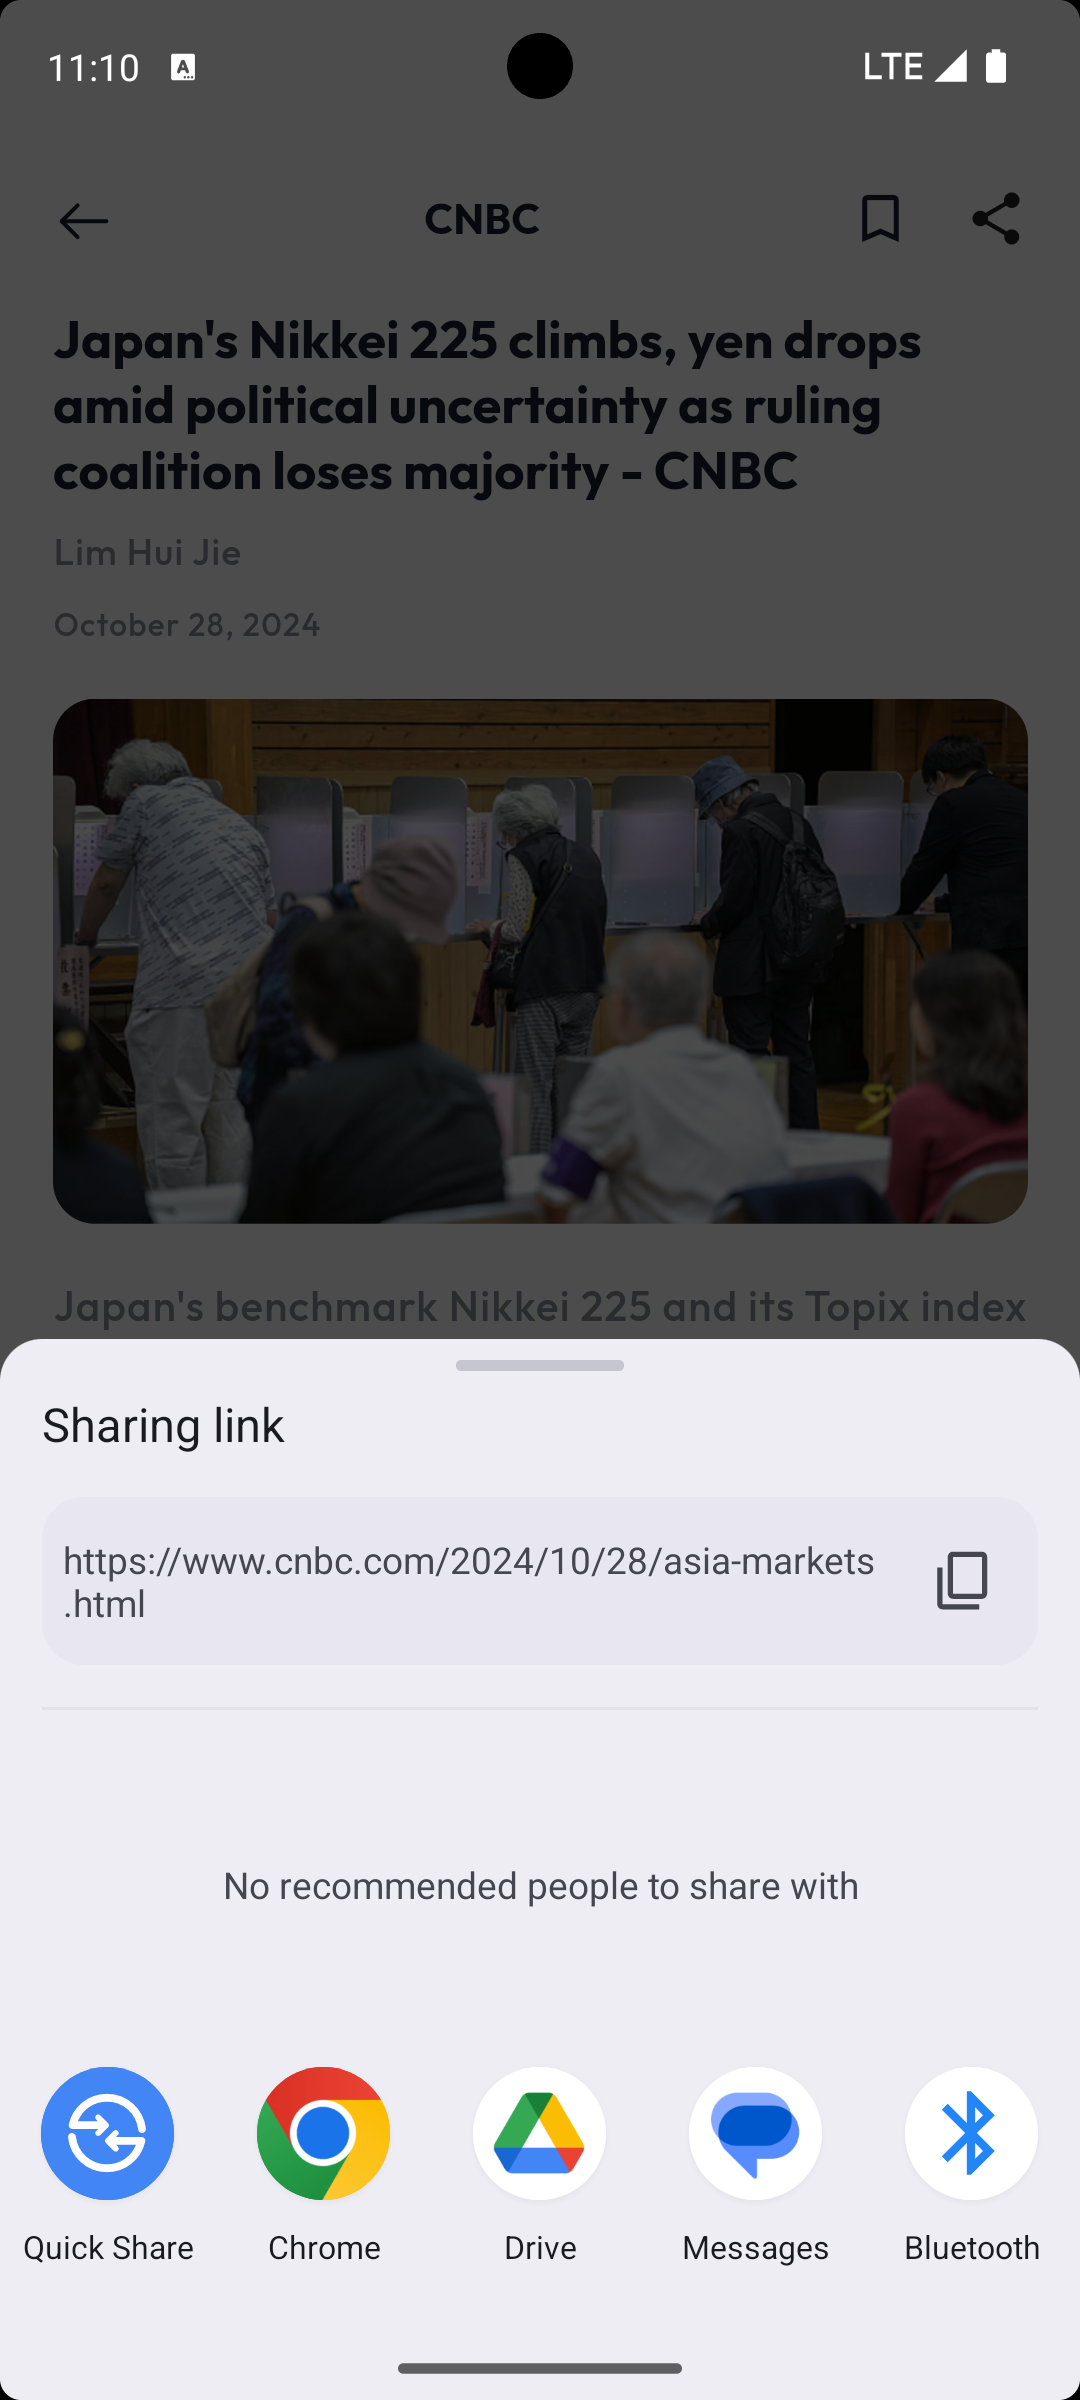 11:10
LTE
CNBC
Japan's Nikkei 225 climbs, yen drops
amid political uncertainty as ruling
coalition loses majority - CNBC
Lim Hui Jie
October 28, 2024
Japan's benchmark Nikkei 225 and its Topix index
Sharing link
https://www.cnbc.com/2024/10/28/asia-markets
.html
No recommended people to share with
Quick Share
Chrome
Drive
Messages
Bluetooth